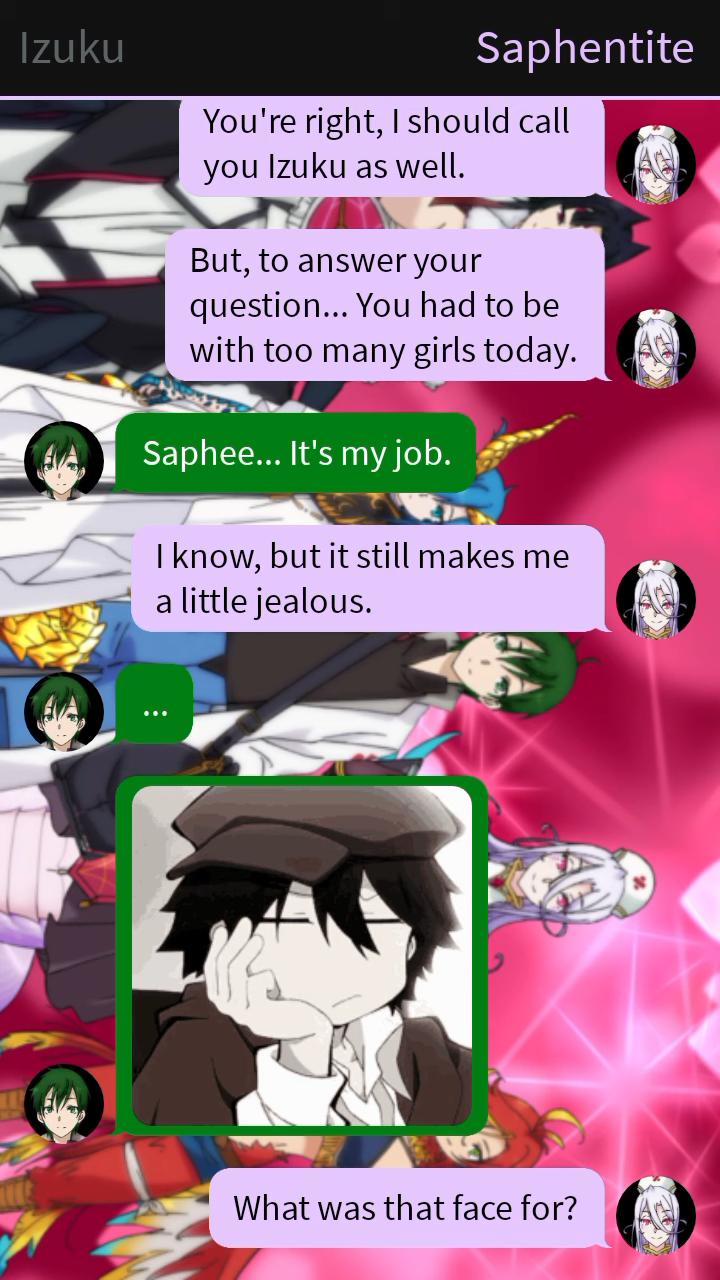 Izuku
Saphentite
You're right, I should call
you Izuku as well.
But, to answer your
question... You had to be
with too many girls today.
Saphee... It's my job.
I know, but it still makes me
a little jealous.
...
What was that face for?